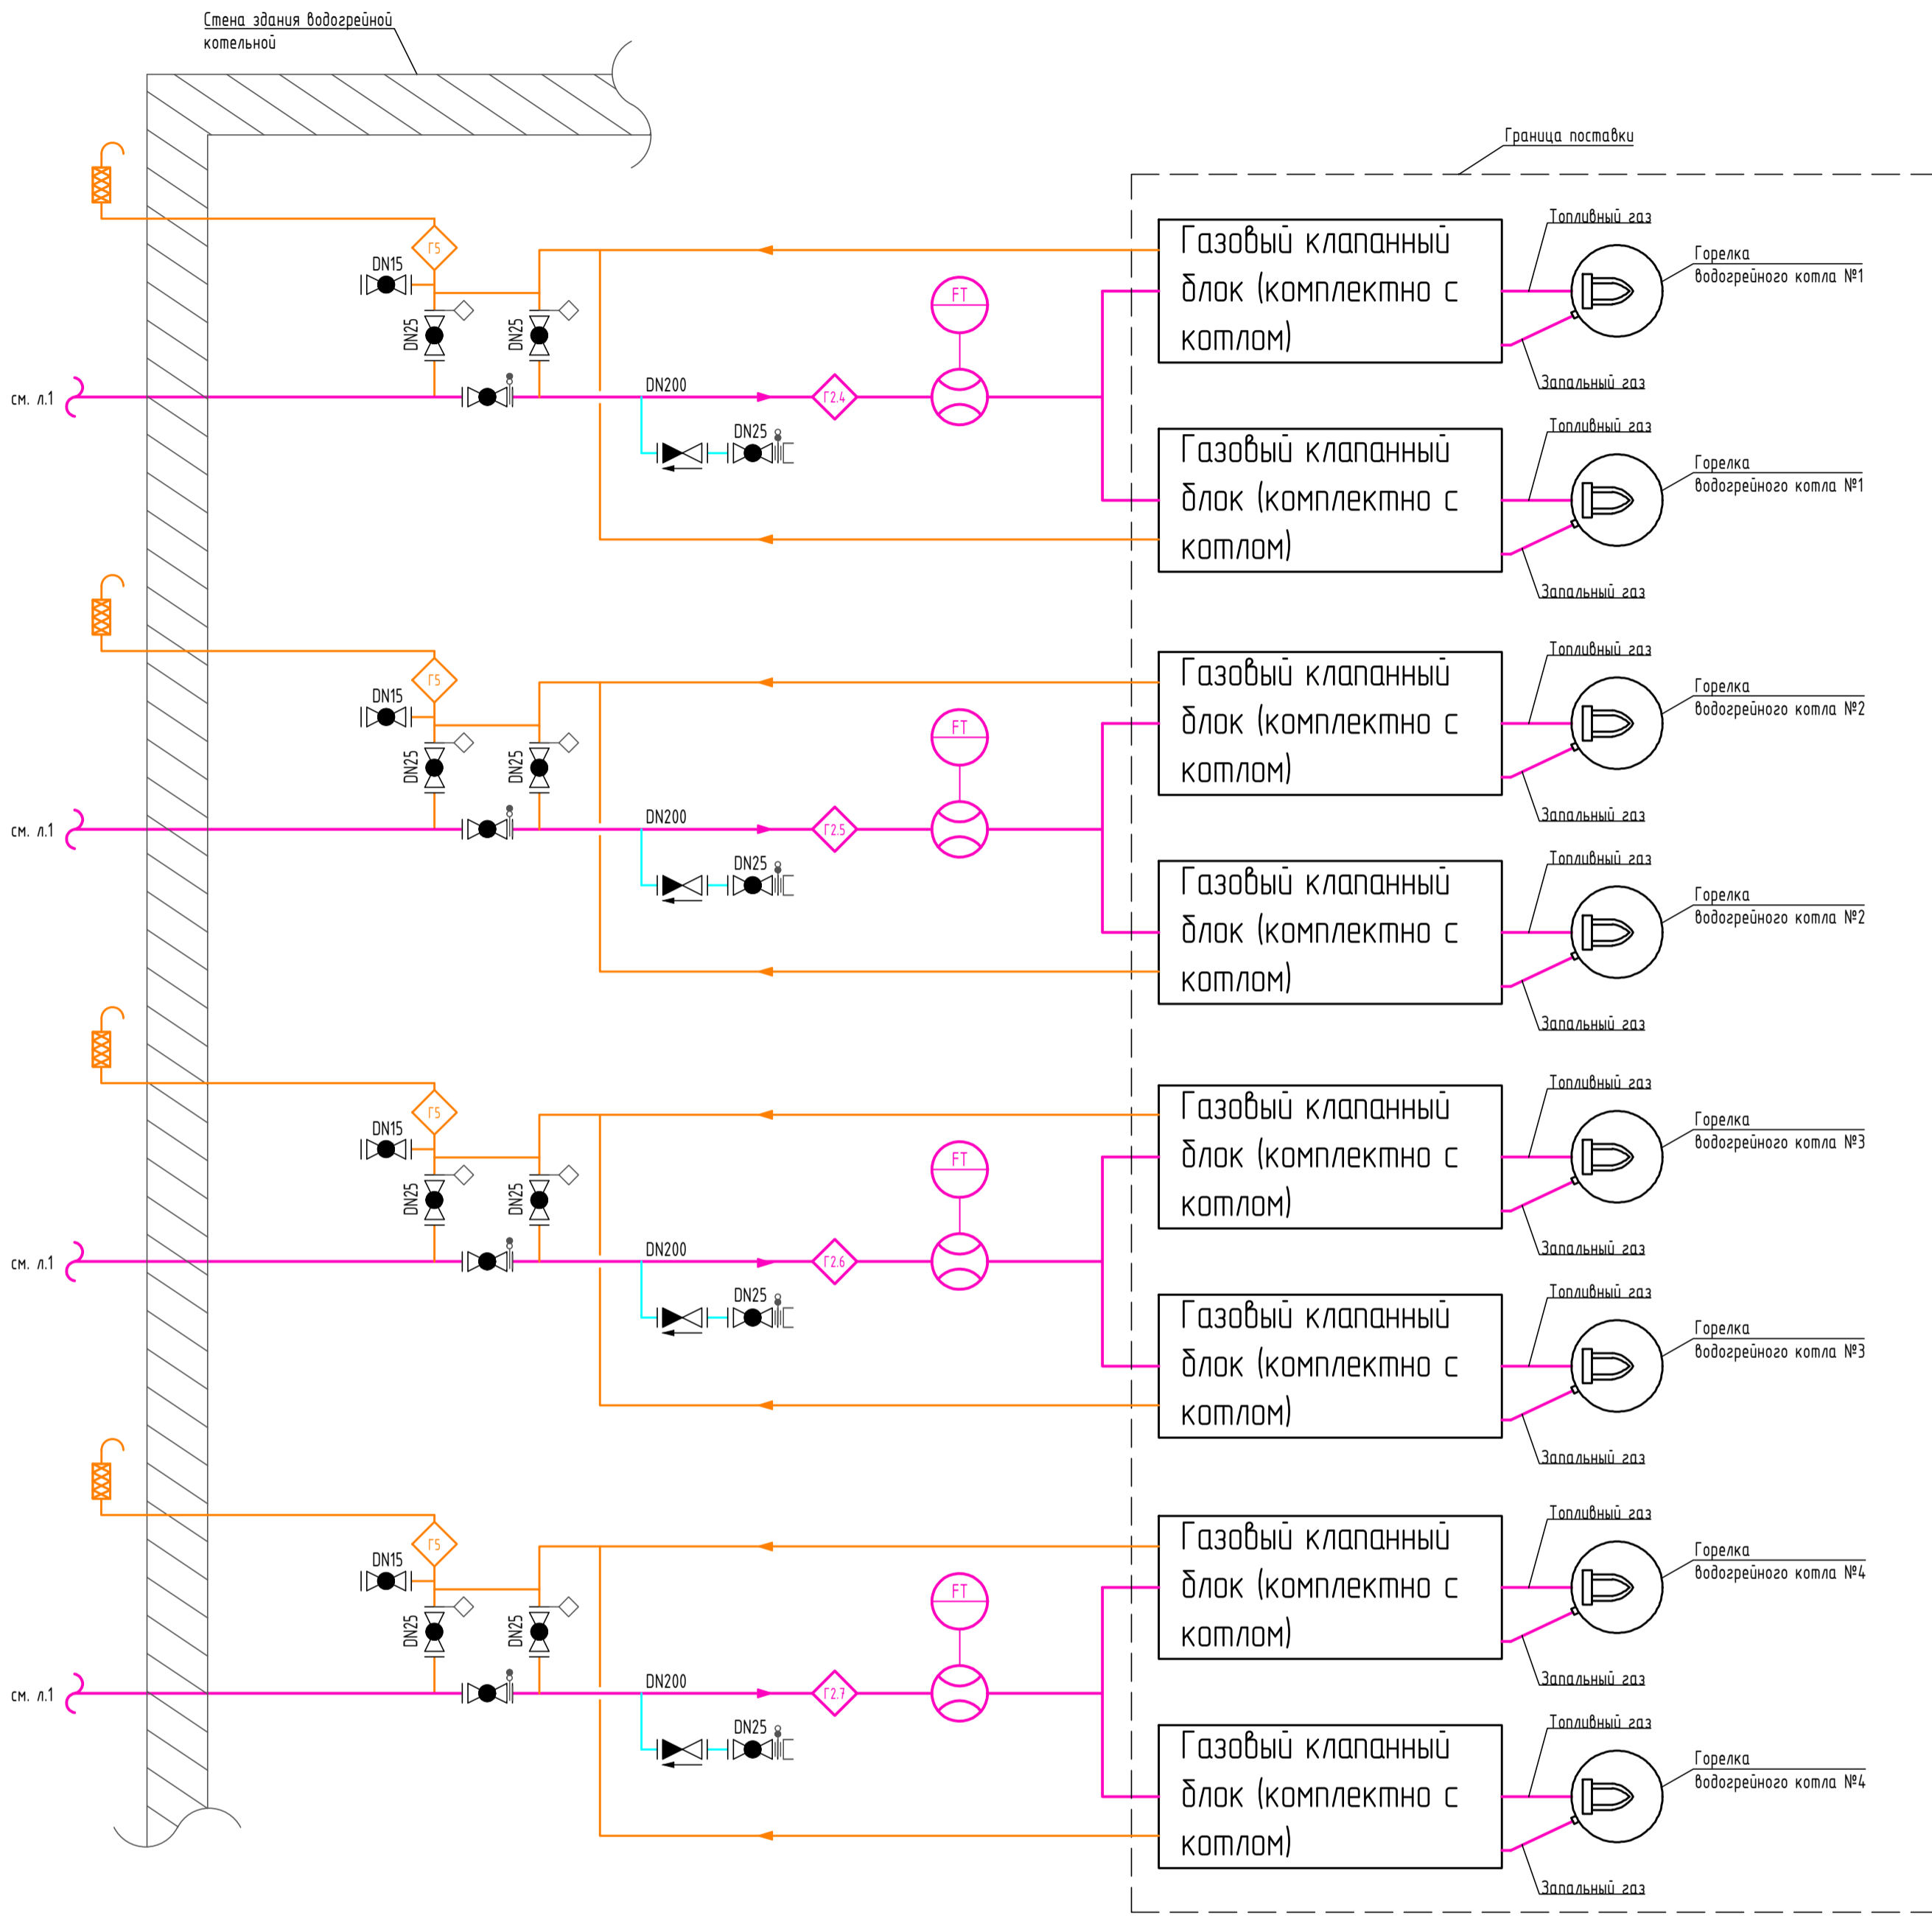 Стена здания водогрейной
котельной
Граница поставки
Г5
DN15
DN25
DN25
см. л.1
DN200
DN25
Г2.4
FT
Газовый клапанный
блок (комплектно с
котлом)
Топливный газ
Горелка
водогрейного котла №1
Запальный газ
Газовый клапанный
блок (комплектно с
котлом)
Топливный газ
Горелка
водогрейного котла №1
Запальный газ
Г5
DN15
DN25
DN25
см. л.1
DN200
DN25
Г2.5
FT
Газовый клапанный
блок (комплектно с
котлом)
Топливный газ
Горелка
водогрейного котла №2
Запальный газ
Газовый клапанный
блок (комплектно с
котлом)
Топливный газ
Горелка
водогрейного котла №2
Запальный газ
Г5
DN15
DN25
DN25
см. л.1
DN200
DN25
Г2.6
FT
Газовый клапанный
блок (комплектно с
котлом)
Топливный газ
Горелка
водогрейного котла №3
Запальный газ
Газовый клапанный
блок (комплектно с
котлом)
Топливный газ
Горелка
водогрейного котла №3
Запальный газ
Г5
DN15
DN25
DN25
см. л.1
DN200
DN25
Г2.7
FT
Газовый клапанный
блок (комплектно с
котлом)
Топливный газ
Горелка
водогрейного котла №4
Запальный газ
Газовый клапанный
блок (комплектно с
котлом)
Топливный газ
Горелка
водогрейного котла №4
Запальный газ